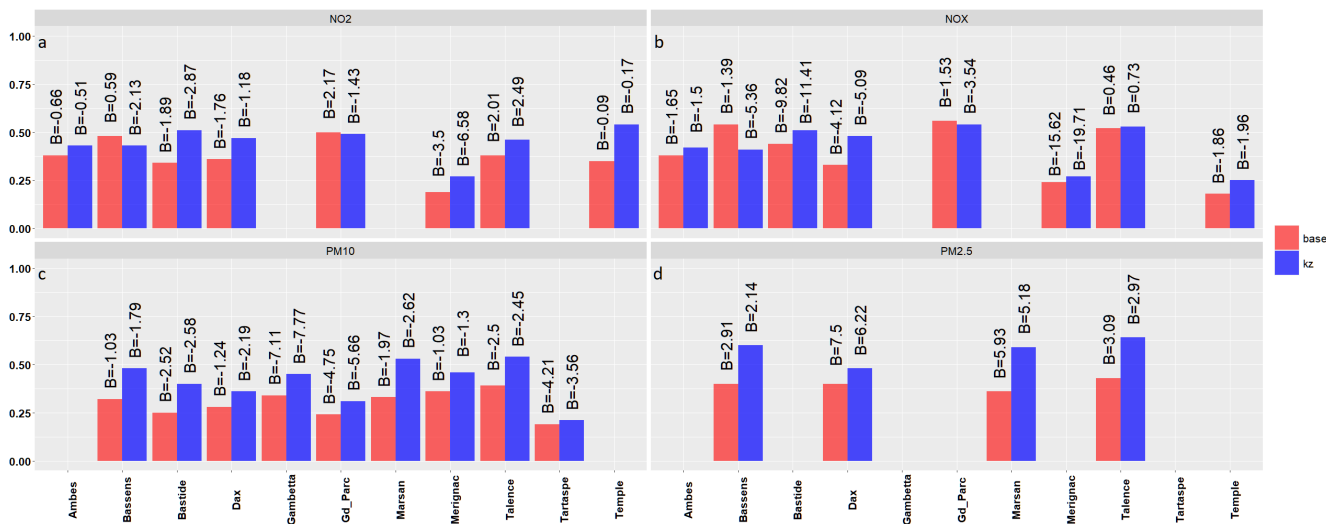 NO2
NOX
a
b
1.00
0.75
0.50
0.25
0.00
B=-0.66
B=-0.51
B=0.59
B=-2.13
B=-1.89
B=-2.87
B=-1.76
B=-1.18
B=2.17
B=-1.43
B=-3.5
B=-6.58
B=2.01
B=2.49
B=-0.09
B=-0.17
B=-1.65
B=-1.5
B=-1.39
B=-5.36
B=-9.82
B=-11.41
B=-4.12
B=-5.09
B=1.53
B=-3.54
B=-15.62
B=-19.71
B=0.46
B=0.73
B=-1.86
B=-1.96
base
kz
PM10
PM2.5
c
d
1.00
0.75
0.50
0.25
0.00
B=-1.03
B=-1.79
B=-2.52
B=-2.58
B=-1.24
B=-2.19
B=-7.11
B=-7.77
B=-4.75
B=-5.66
B=-1.97
B=-2.62
B=-1.03
B=-1.3
B=-2.5
B=-2.45
B=-4.21
B=-3.56
B=2.91
B=2.14
B=7.5
B=6.22
B=5.93
B=5.18
B=3.09
B=2.97
Ambes
Bassens
Bastide
Dax
Gambetta
Gd_Parc
Marsan
Merignac
Talence
Tartaspe
Temple
Ambes
Bassens
Bastide
Dax
Gambetta
Gd_Parc
Marsan
Merignac
Talence
Tartaspe
Temple